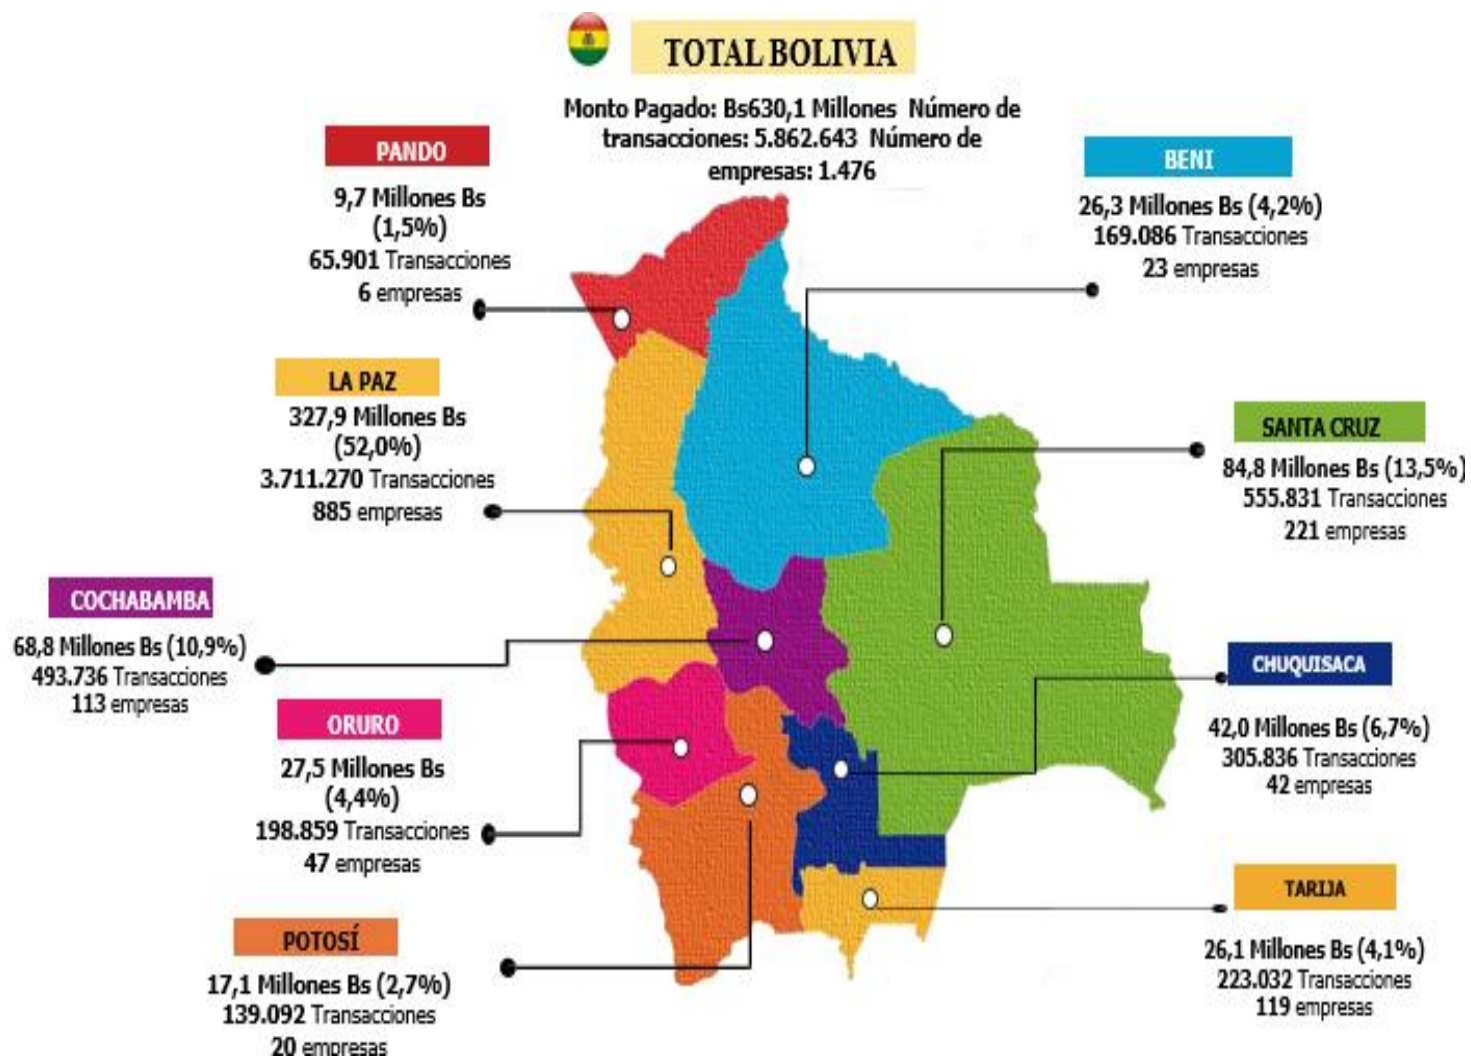 TOTAL BOLIVIA
Monto Pagado: Bs630,1 Millones Número de
transacciones: 5.862.643 Número de
empresas: 1.476
PANDO
9,7 Millones Bs
(1,5%)
65.901 Transacciones
6 empresas
BENI
26,3 Millones Bs (4,2%)
169.086 Transacciones
23 empresas
LA PAZ
327,9 Millones Bs
(52,0%)
3.711.270 Transacciones
885 empresas
SANTA CRUZ
84,8 Millones Bs (13,5%)
555.831 Transacciones
221 empresas
COCHABAMBA
68,8 Millones Bs (10,9%)
493.736 Transacciones
113 empresas
CHUQUISACA
42,0 Millones Bs (6,7%)
305.836 Transacciones
42 empresas
ORURO
27,5 Millones Bs
(4,4%)
198.859 Transacciones
47 empresas
TARIJA
26,1 Millones Bs (4,1%)
223.032 Transacciones
119 empresas
POTOSÍ
17,1 Millones Bs (2,7%)
139.092 Transacciones
20 empresas